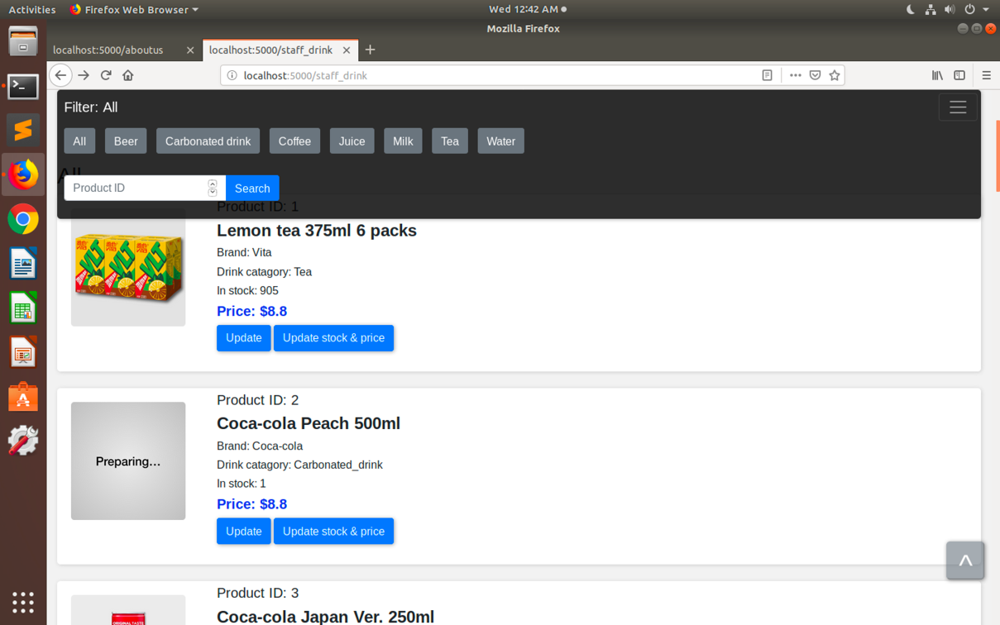 Activities Firefox Web Browser Wed 12:42 AM
Mozilla Firefox
localhost:5000/aboutus localhost:5000/staff_drink
localhost:5000/staff_drink
Filter: All
All Beer Carbonated drink Coffee Juice Milk Tea Water
All
Product ID Search
Product ID: 1
Lemon tea 375ml 6 packs
Brand: Vita
Drink catagory: Tea
In stock: 905
Price: $8.8
Update Update stock & price
Product ID: 2
Coca-cola Peach 500ml
Preparing...
Brand: Coca-cola
Drink catagory: Carbonated_drink
In stock: 1
Price: $8.8
Update Update stock & price
Product ID: 3
Coca-cola Japan Ver. 250ml
ORIGINAL TASTE